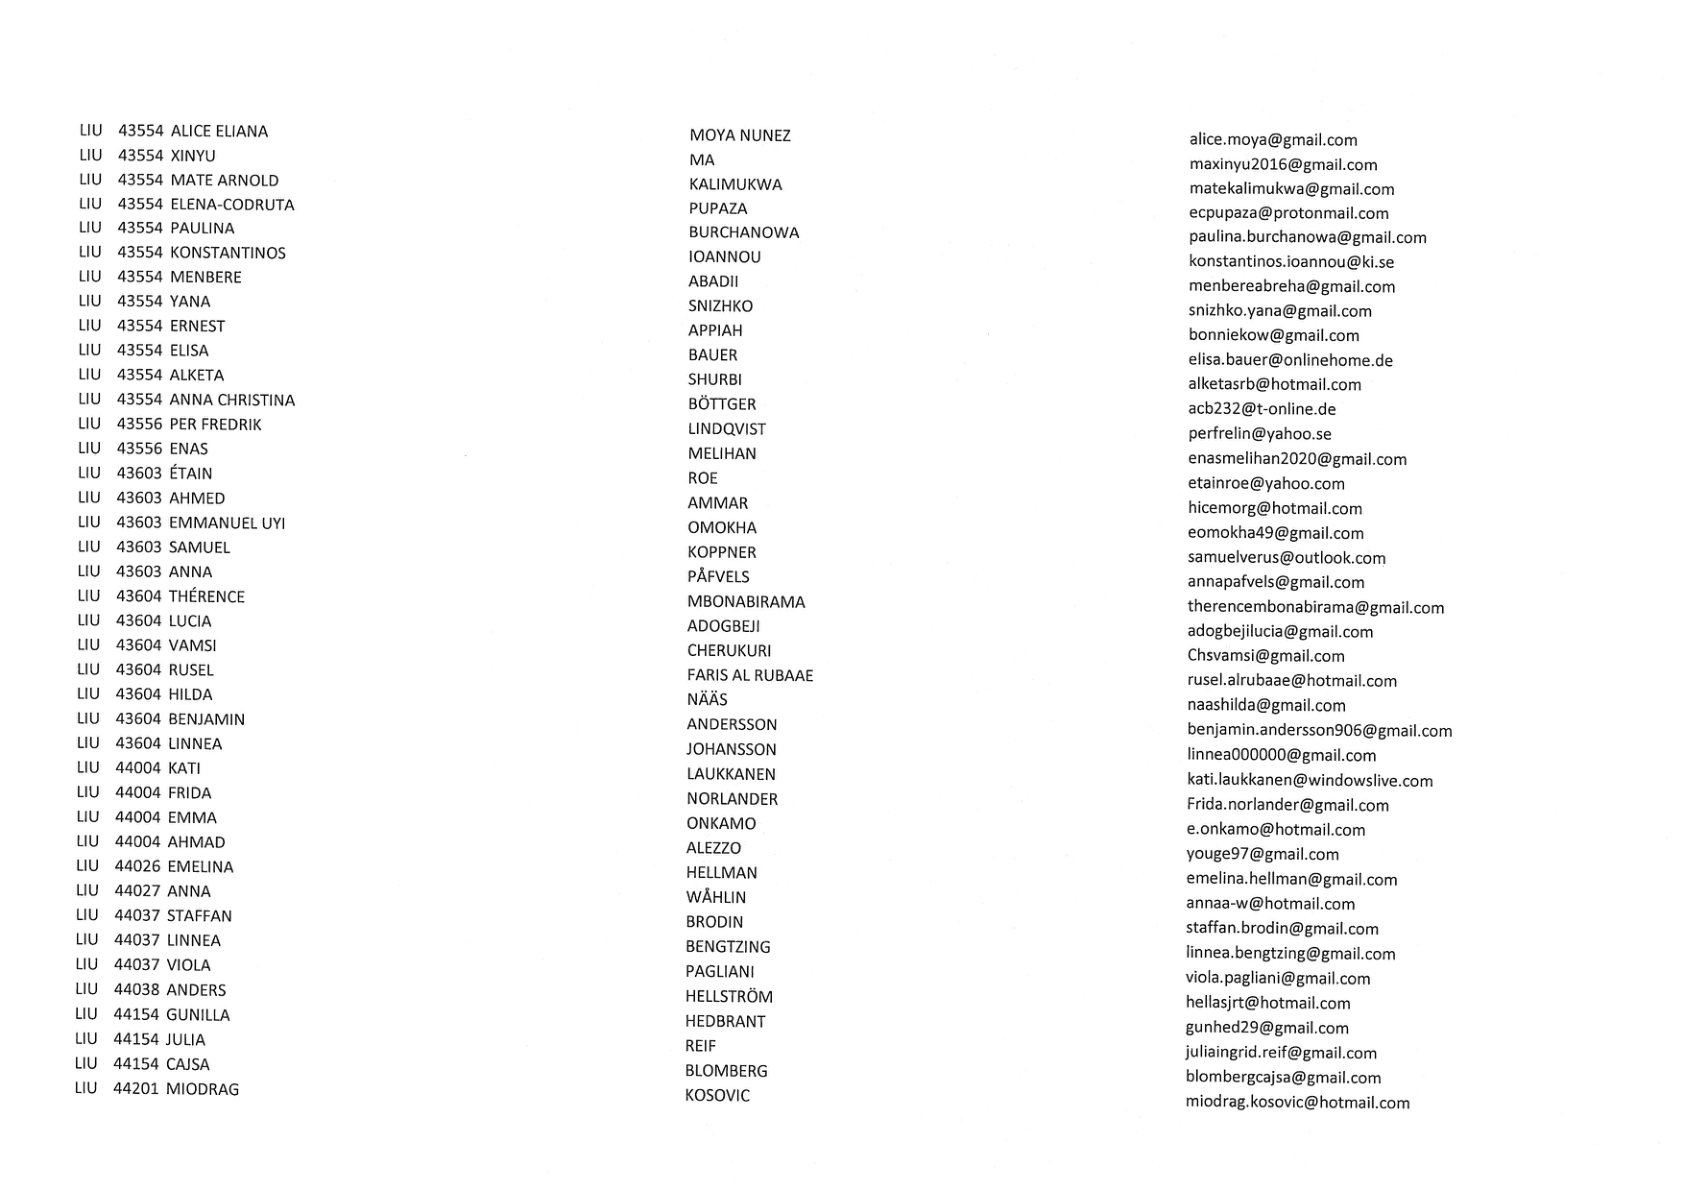 LIU 43554 ALICE ELIANA MOYA NUNEZ alice.moya@gmail.com
LIU 43554 XINYU MA maxinyu2016@gmail.com
LIU 43554 MATE ARNOLD KALIMUKWA matekalimukwa@gmail.com
LIU 43554 ELENA-CODRUTA PUPAZA ecpupaza@protonmail.com
LIU 43554 PAULINA BURCHANOWA paulina.burchanowa@gmail.com
LIU 43554 KONSTANTINOS IOANNOU konstantinos.ioannou@ki.se
LIU 43554 MENBERE ABADII menbereabreha@gmail.com
LIU 43554 YANA SNIZHKO snizhko.yana@gmail.com
LIU 43554 ERNEST APPIAH bonniekow@gmail.com
LIU 43554 ELISA BAUER elisa.bauer@onlinehome.de
LIU 43554 ALKETA SHURBI alketasrb@hotmail.com
LIU 43554 ANNA CHRISTINA BÖTTGER acb232@t-online.de
LIU 43556 PER FREDRIK LINDQVIST perfrelin@yahoo.se
LIU 43556 ENAS MELIHAN enasmelihan2020@gmail.com
LIU 43603 ÉTAIN ROE etainroe@yahoo.com
LIU 43603 AHMED AMMAR hicemorg@hotmail.com
LIU 43603 EMMANUEL UYI OMOKHA eomokha49@gmail.com
LIU 43603 SAMUEL KOPPNER samuelverus@outlook.com
LIU 43603 ANNA PÅFVELS annapafvels@gmail.com
LIU 43604 THÉRENCE MBONABIRAMA therencembonabirama@gmail.com
LIU 43604 LUCIA ADOGBEJI adogbejilucia@gmail.com
LIU 43604 VAMSI CHERUKURI Chsvamsi@gmail.com
LIU 43604 RUSEL FARIS AL RUBAAE rusel.alrubaae@hotmail.com
LIU 43604 HILDA NÄÄS naashilda@gmail.com
LIU 43604 BENJAMIN ANDERSSON benjamin.andersson906@gmail.com
LIU 43604 LINNEA JOHANSSON linnea000000@gmail.com
LIU 44004 KATI LAUKKANEN kati.laukkanen@windowslive.com
LIU 44004 FRIDA NORLANDER Frida.norlander@gmail.com
LIU 44004 EMMA ONKAMO e.onkamo@hotmail.com
LIU 44004 AHMAD ALEZZO youge97@gmail.com
LIU 44026 EMELINA HELLMAN emelina.hellman@gmail.com
LIU 44027 ANNA WÅHLIN annaa-w@hotmail.com
LIU 44037 STAFFAN BRODIN staffan.brodin@gmail.com
LIU 44037 LINNEA BENGTZING linnea.bengtzing@gmail.com
LIU 44037 VIOLA PAGLIANI viola.pagliani@gmail.com
LIU 44038 ANDERS HELLSTRÖM hellasjrt@hotmail.com
LIU 44154 GUNILLA HEDBRANT gunhed29@gmail.com
LIU 44154 JULIA REIF juliaingrid.reif@gmail.com
LIU 44154 CAJSA BLOMBERG blombergcajsa@gmail.com
LIU 44201 MIODRAG KOSOVIC miodrag.kosovic@hotmail.com